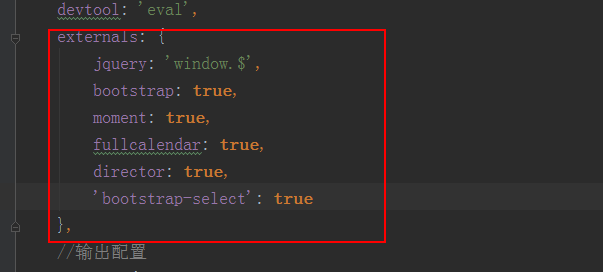 devtool: 'eval',
externals: {
jquery: 'window.$',
bootstrap: true,
moment: true,
fullcalendar: true,
director: true,
'bootstrap-select': true
},
//输出配置